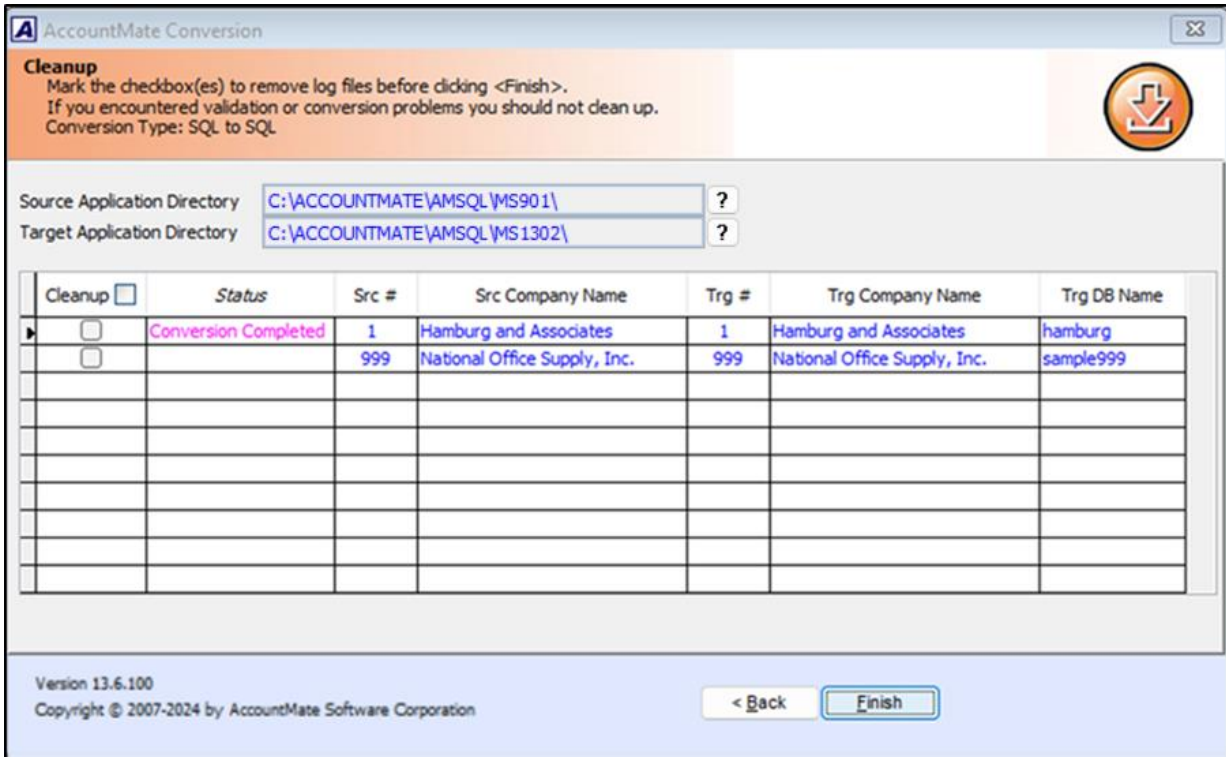 A AccountMate Conversion
Cleanup
Mark the checkbox(es) to remove log files before clicking <Finish>.
If you encountered validation or conversion problems you should not clean up.
Conversion Type: SQL to SQL
Source Application Directory C:\ACCOUNTMATE\AMSQL\MS901\ ?
Target Application Directory C:\ACCOUNTMATE\AMSQL\MS1302\ ?
Cleanup Status Src # Src Company Name Trg # Trg Company Name Trg DB Name
Conversion Completed 1 Hamburg and Associates 1 Hamburg and Associates hamburg
999 National Office Supply, Inc. 999 National Office Supply, Inc. sample999
Version 13.6.100
Copyright © 2007-2024 by AccountMate Software Corporation
< Back Finish